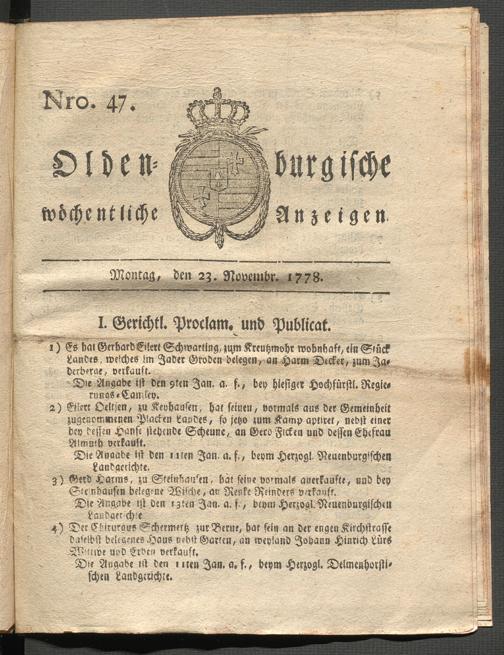 Nro. 47.
Olden- burgische
wöchentliche Anzeigen
Montag, den 23. Novembr. 1778.
I. Gerichtl. Proclam. und Publicat.
1) Es hat Gerhard Eilert Schwarting, zum Kreutzmohr wohnhaft, ein Stück
Landes, welches im Jader Groden belegen, an Harm Decker, zum Ja-
derberge, verkauft.
Die Angabe ist den 9ten Jan. a. f., bey hiesiger Hochfürstl. Regie-
rungs-Canzley.
2) Eilert Oeltjen, zu Keyhausen, hat seinen, vormals aus der Gemeinheit
zugenommenen Placken Landes, so jetzo zum Kamp aptiret, nebst einer
bey dessen Hause stehende Scheune, an Gerd Ficken und dessen Ehefrau
Almuth verkauft.
Die Angabe ist den 11ten Jan. a. f., beym Herzogl. Neuenburgischen
Landgerichte.
3) Gerd Harms, zu Steinhausen, hat seine vormals auerkaufte, und bey
Steinhausen belegene Wische, an Renke Reinders verkauft.
Die Angabe ist den 13ten Jan. a. f., beym Herzogl. Neuenburgischen
Landgerichte
4) Der Chirurgus Schermetz zur Berne, hat sein an der engen Kirchstrasse
daselbst belegenes Haus nebst Garten, an weyland Johann Hinrich Lürs
Wittwe und Erben verkauft.
Die Angabe ist den 11ten Jan. a. f., beym Herzogl. Delmenhorsti-
schen Landgerichte.